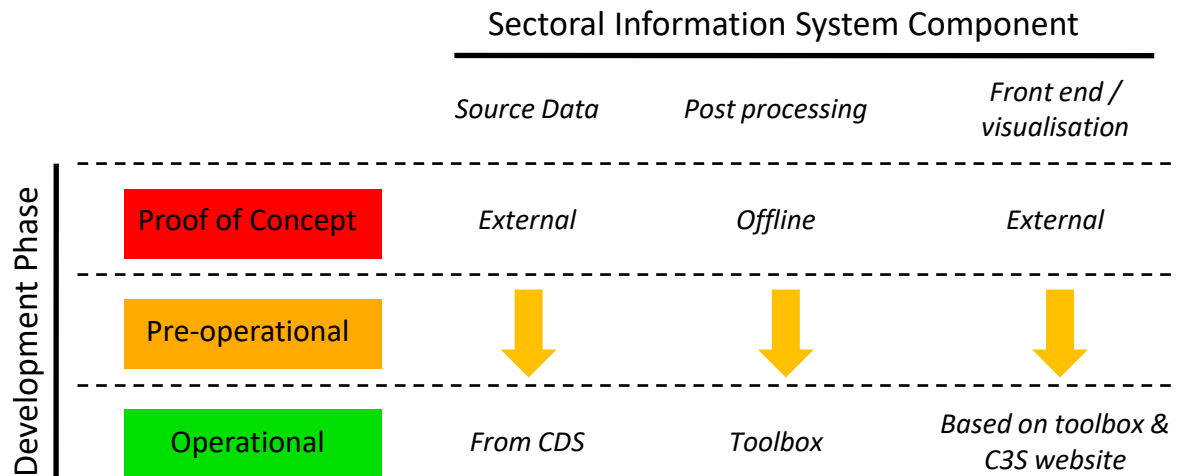 Sectoral Information System Component
Source Data
Post processing
Front end /
visualisation
Development Phase
Proof of Concept
External
Offline
External
Pre-operational
Operational
From CDS
Toolbox
Based on toolbox &
C3S website